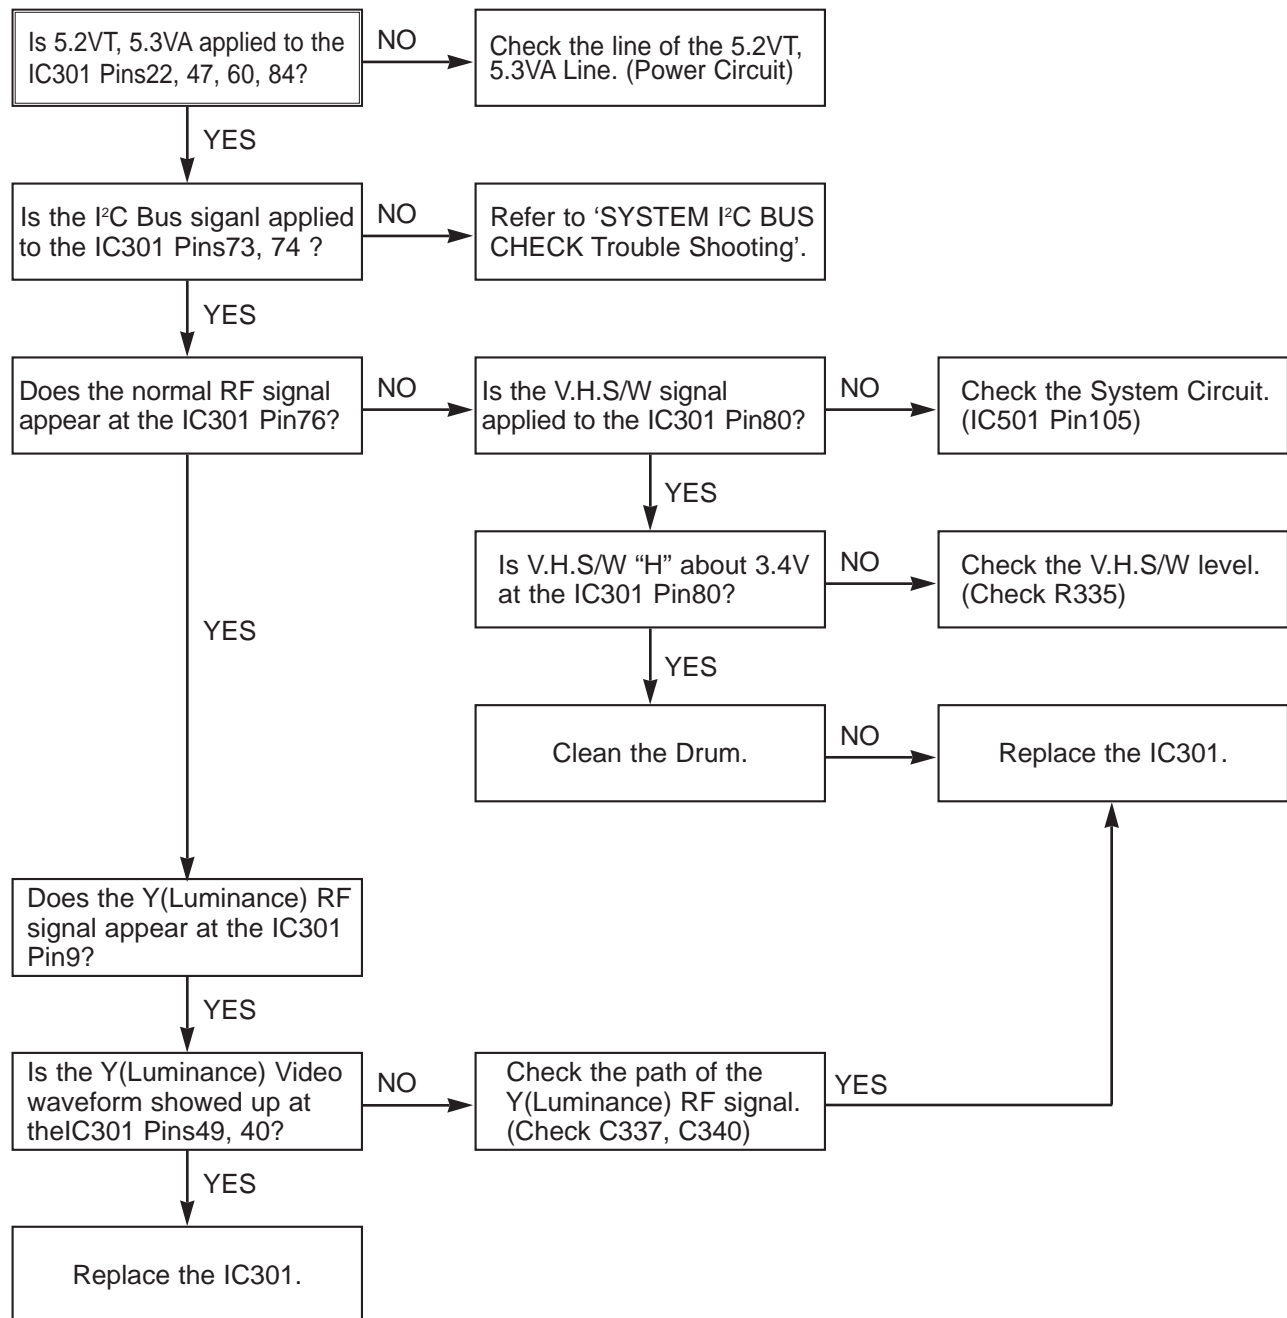 Is 5.2VT, 5.3VA applied to the
IC301 Pins22, 47, 60, 84?
NO
Check the line of the 5.2VT,
5.3VA Line. (Power Circuit)
YES
Is the I²C Bus siganl applied
to the IC301 Pins73, 74 ?
NO
Refer to ‘SYSTEM I²C BUS
CHECK Trouble Shooting’.
YES
Does the normal RF signal
appear at the IC301 Pin76?
NO
Is the V.H.S/W signal
applied to the IC301 Pin80?
NO
Check the System Circuit.
(IC501 Pin105)
YES
Is V.H.S/W “H” about 3.4V
at the IC301 Pin80?
NO
Check the V.H.S/W level.
(Check R335)
YES
YES
Clean the Drum.
NO
Replace the IC301.
Does the Y(Luminance) RF
signal appear at the IC301
Pin9?
YES
Is the Y(Luminance) Video
waveform showed up at
theIC301 Pins49, 40?
NO
Check the path of the
Y(Luminance) RF signal.
(Check C337, C340)
YES
YES
Replace the IC301.